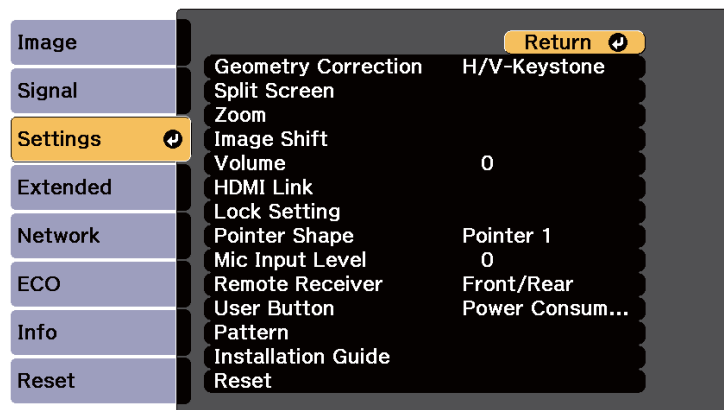 Image
Signal
Settings
Extended
Network
ECO
Info
Reset
Return
Geometry Correction H/V-Keystone
Split Screen
Zoom
Image Shift
Volume 0
HDMI Link
Lock Setting
Pointer Shape Pointer 1
Mic Input Level 0
Remote Receiver Front/Rear
User Button Power Consum...
Pattern
Installation Guide
Reset